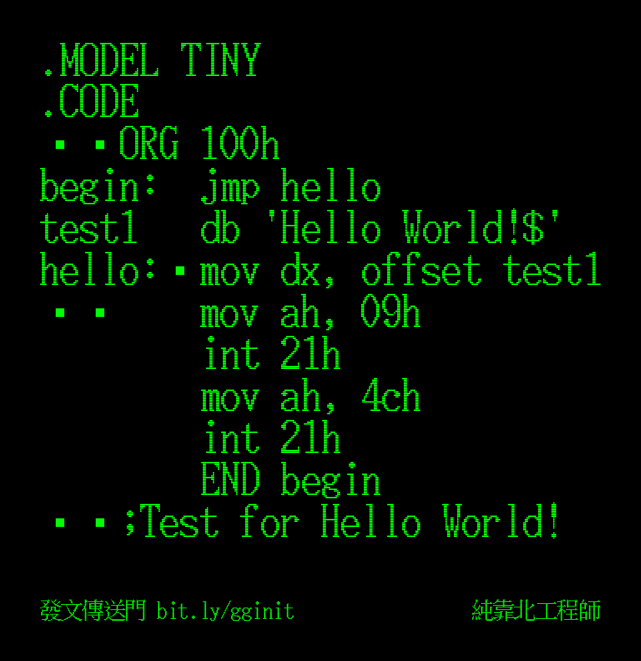 .MODEL TINY
.CODE
▪ ▪ORG 100h
begin:  jmp hello
test1   db 'Hello World!$'
hello:▪mov dx, offset test1
▪ ▪     mov ah, 09h
int 21h
mov ah, 4ch
int 21h
END begin
▪ ▪;Test for Hello World!
發文傳送門 bit.ly/gginit
純靠北工程師